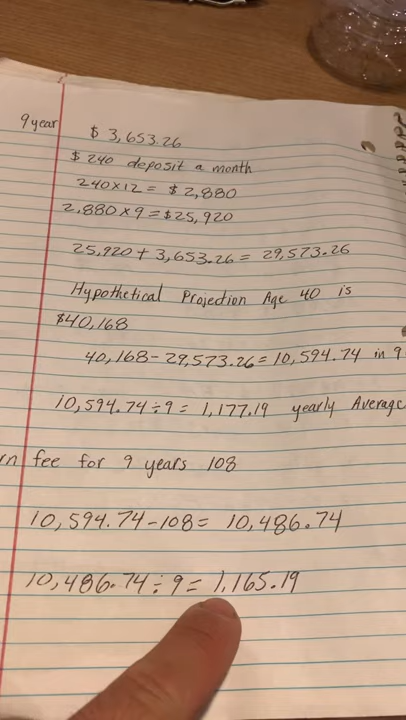 9 year
$ 3,653.26
$ 240 deposit a month
240x12 = $2,880
2,880 x 9 = $25,920
25,920 + 3,653.26 = 29,573.26
Hypothetical Projection Age 40 is
$40,168
40,168 - 29,573.26 = 10,594.74 in 9
10,594.74 ÷ 9 = 1,177.19 yearly Average
fee for 9 years 108
10,594.74 - 108 = 10,486.74
10,486.74 ÷ 9 = 1,165.19